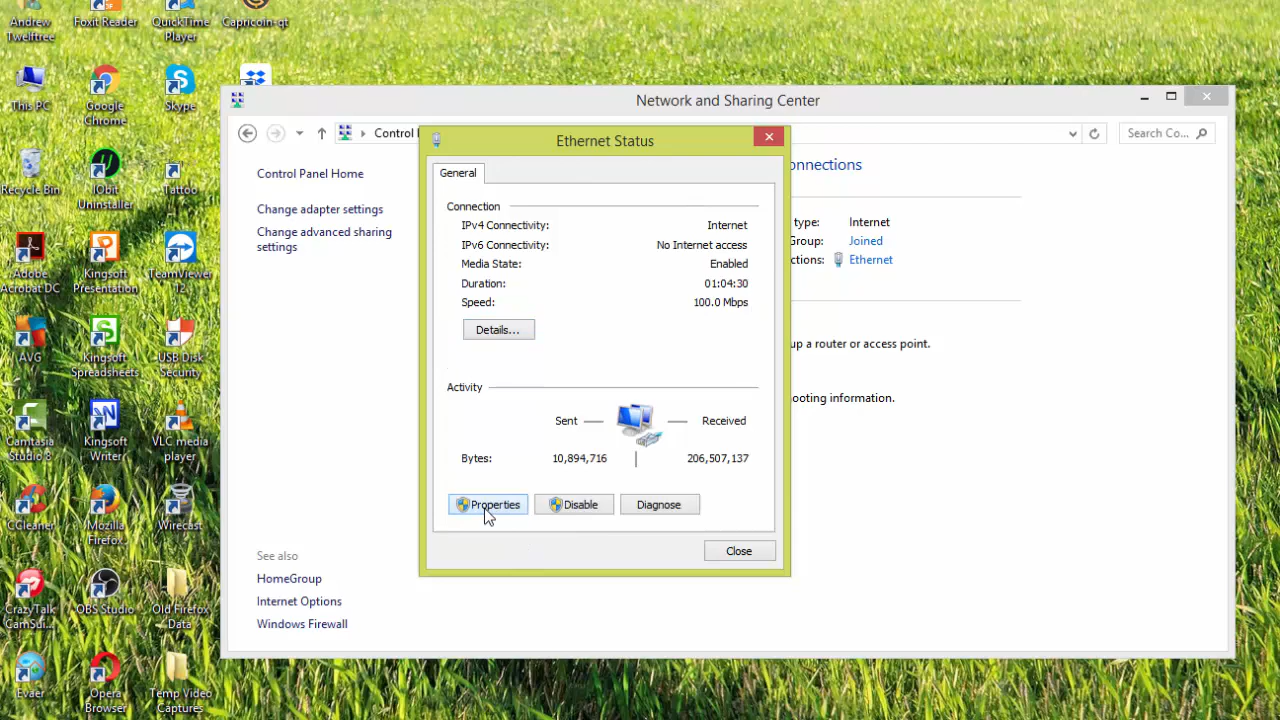 Andrew
Twelftree
Foxit Reader
QuickTime
Player
Capricoin-qt
This PC
Google
Chrome
Skype
Recycle Bin
IObit
Uninstaller
Tattoo
Adobe
Acrobat DC
Kingsoft
Presentation
TeamViewer
12
AVG
Kingsoft
Spreadsheets
USB Disk
Security
Camtasia
Studio 8
Kingsoft
Writer
VLC media
player
CCleaner
Mozilla
Firefox
Wirecast
CrazyTalk
CamSui...
OBS Studio
Old Firefox
Data
Evaer
Opera
Browser
Temp Video
Captures
Network and Sharing Center
Control
Search Co...
Control Panel Home
Change adapter settings
Change advanced sharing
settings
See also
HomeGroup
Internet Options
Windows Firewall
onnections
type: Internet
Group: Joined
ctions: Ethernet
up a router or access point.
ooting information.
Ethernet Status
General
Connection
IPv4 Connectivity: Internet
IPv6 Connectivity: No Internet access
Media State: Enabled
Duration: 01:04:30
Speed: 100.0 Mbps
Details...
Activity
Sent Received
Bytes: 10,894,716 206,507,137
Properties Disable Diagnose
Close